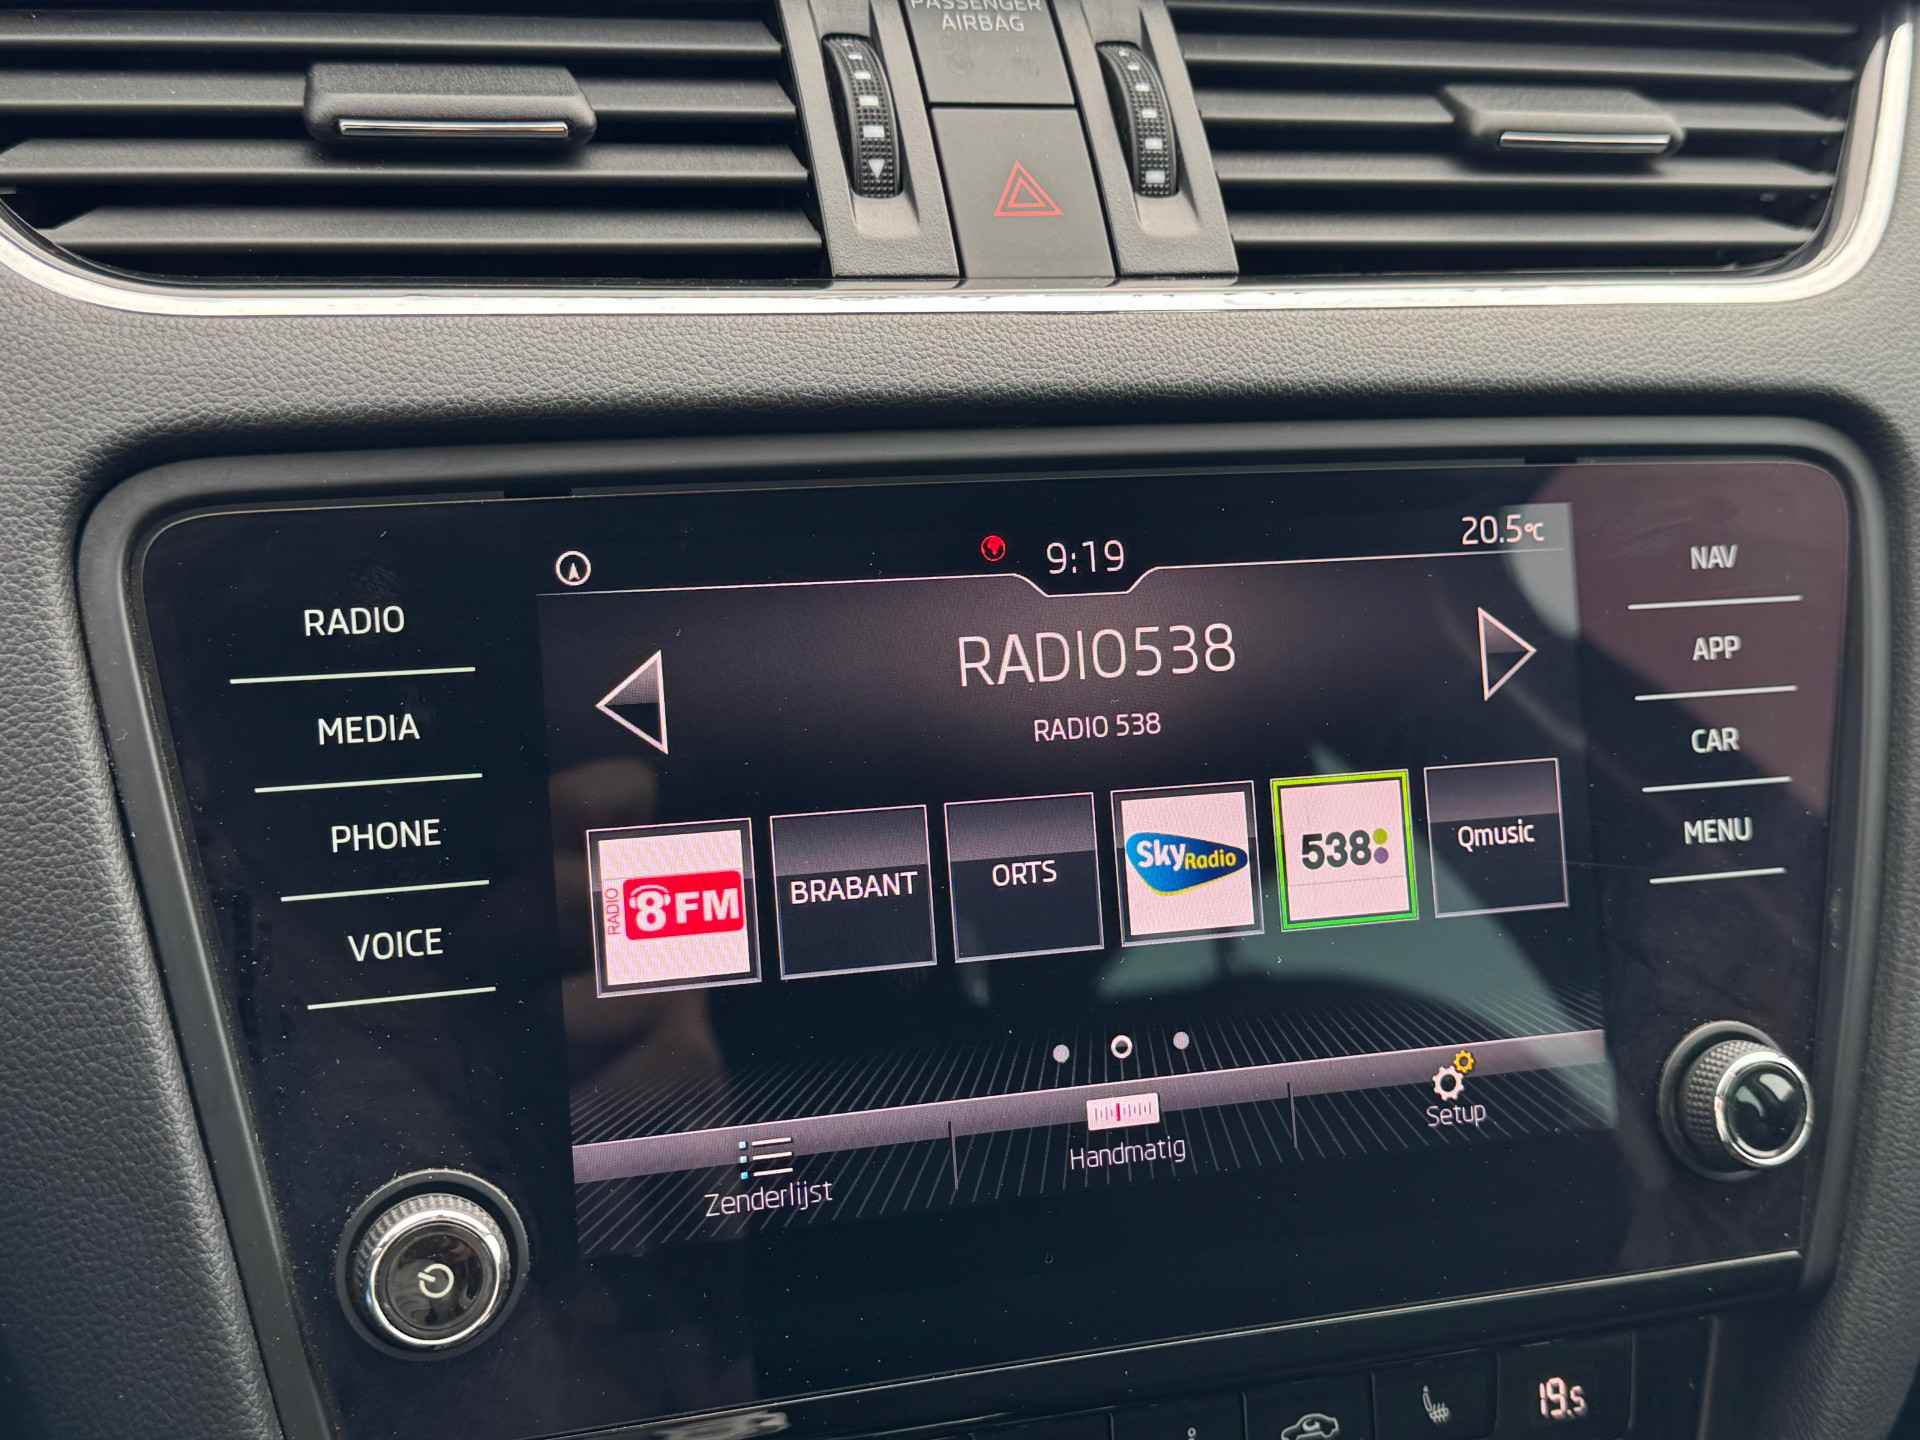 PASSENGER
AIRBAG
9:19
20.5°C
RADIO
MEDIA
PHONE
VOICE
RADIO538
RADIO 538
RADIO 8FM
BRABANT
ORTS
Sky Radio
538
Qmusic
Zenderlijst
Handmatig
Setup
NAV
APP
CAR
MENU
19.5